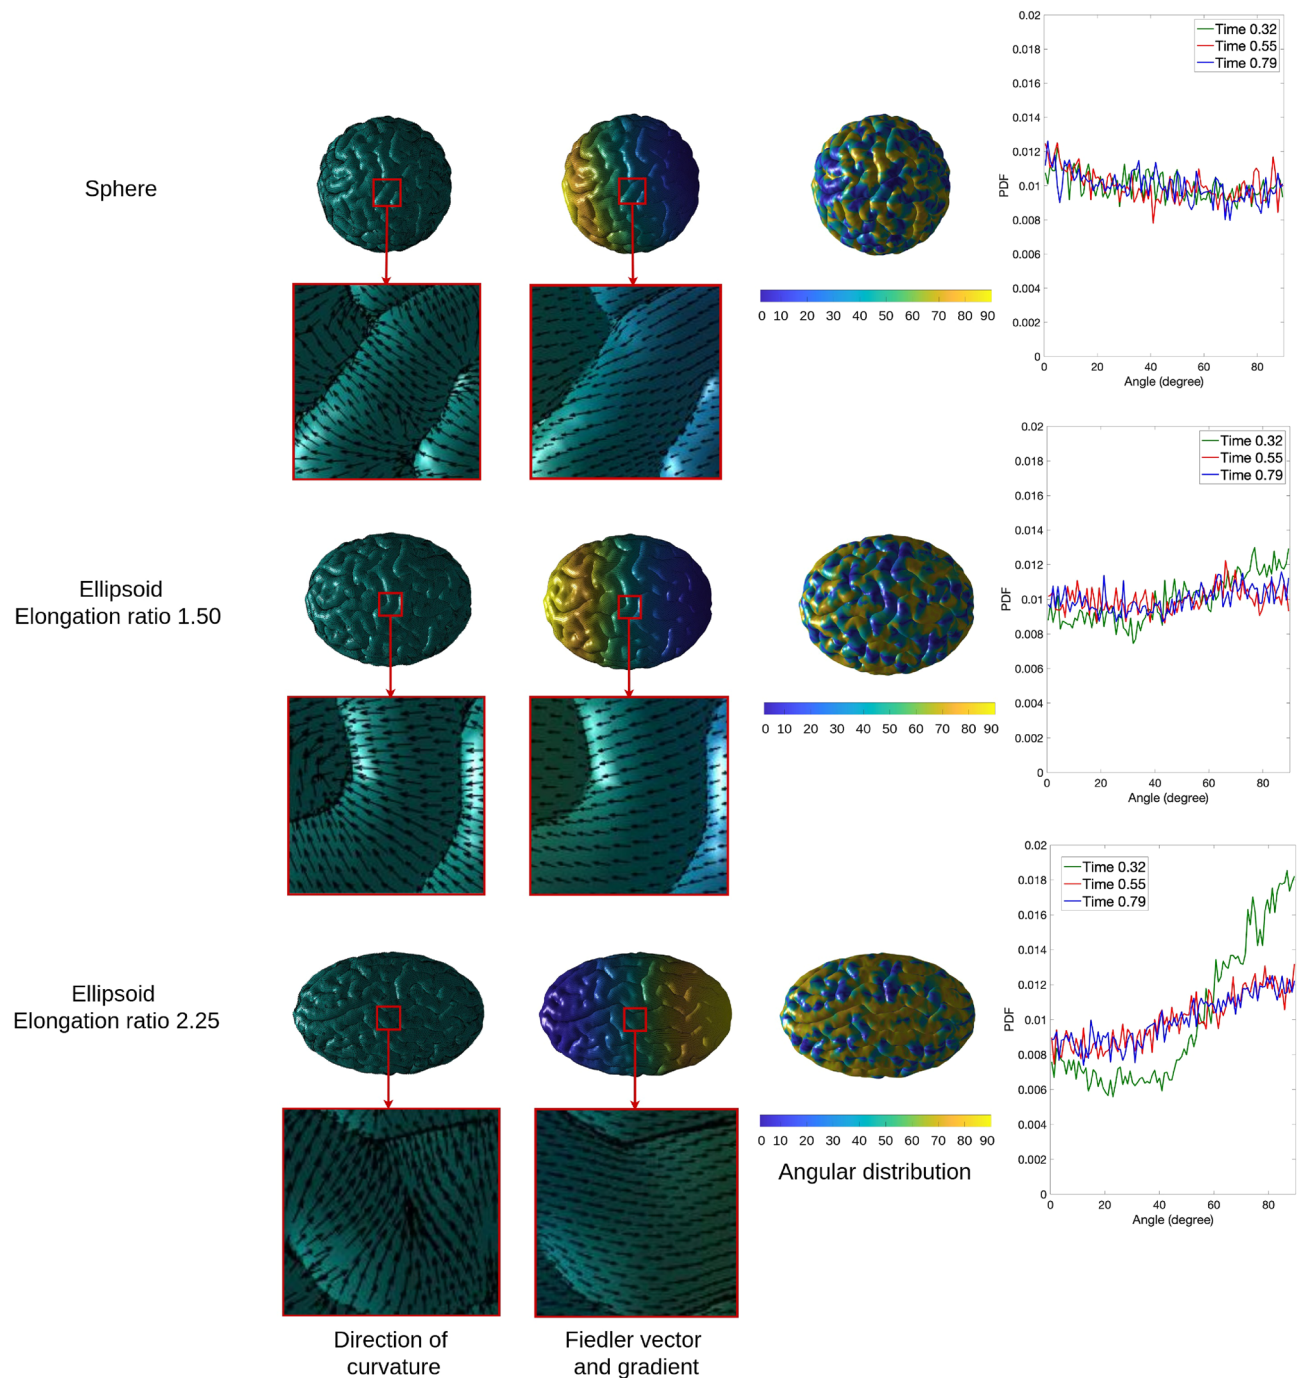 Sphere
0 10 20 30 40 50 60 70 80 90
0.02
0.018
0.016
0.014
0.012
0.01
0.008
0.006
0.004
0.002
0
PDF
Time 0.32
Time 0.55
Time 0.79
0 20 40 60 80
Angle (degree)
Ellipsoid
Elongation ratio 1.50
0 10 20 30 40 50 60 70 80 90
0.02
0.018
0.016
0.014
0.012
0.01
0.008
0.006
0.004
0.002
0
PDF
Time 0.32
Time 0.55
Time 0.79
0 20 40 60 80
Angle (degree)
Ellipsoid
Elongation ratio 2.25
0 10 20 30 40 50 60 70 80 90
0.02
0.018
0.016
0.014
0.012
0.01
0.008
0.006
0.004
0.002
0
PDF
Time 0.32
Time 0.55
Time 0.79
0 20 40 60 80
Angle (degree)
Direction of
curvature
Fiedler vector
and gradient
Angular distribution